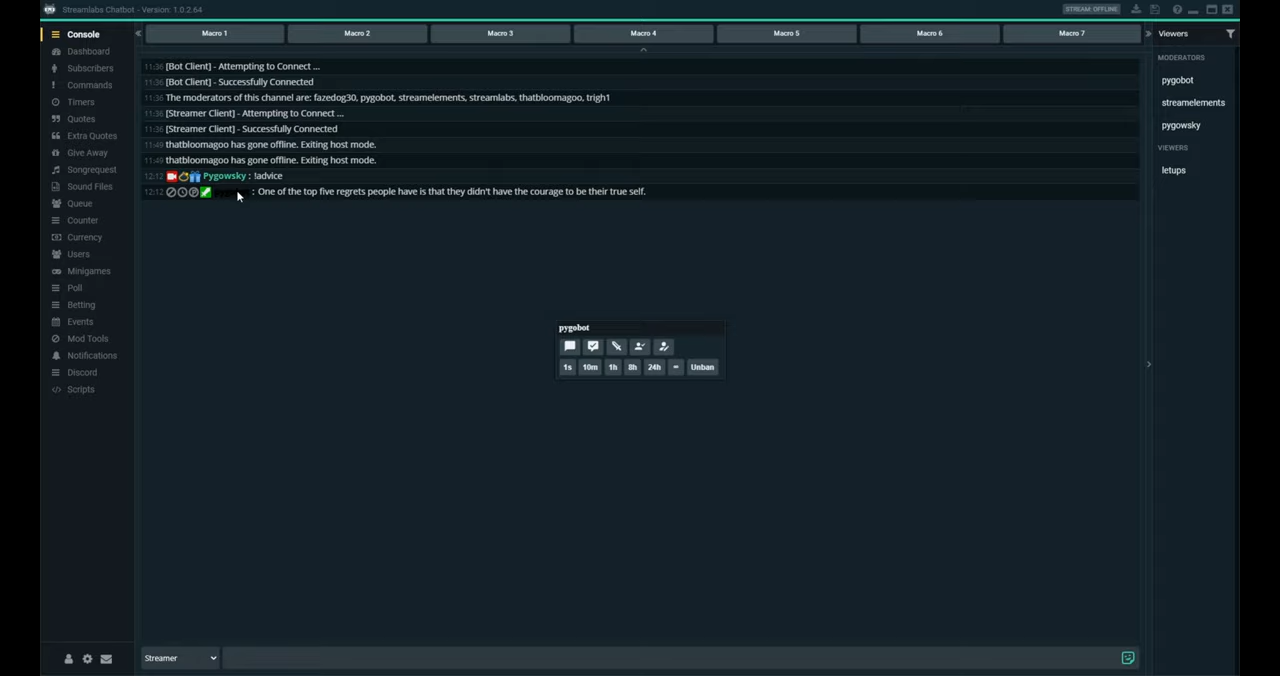 Streamlabs Chatbot - Version: 1.0.2.64
STREAM: OFFLINE
Console
Dashboard
Subscribers
Commands
Timers
Quotes
Extra Quotes
Give Away
Songrequest
Sound Files
Queue
Counter
Currency
Users
Minigames
Poll
Betting
Events
Mod Tools
Notifications
Discord
Scripts
Macro 1
Macro 2
Macro 3
Macro 4
Macro 5
Macro 6
Macro 7
11:36 [Bot Client] - Attempting to Connect ...
11:36 [Bot Client] - Successfully Connected
11:36 The moderators of this channel are: fazedog30, pygobot, streamelements, streamlabs, thatbloomagoo, trigh1
11:36 [Streamer Client] - Attempting to Connect ...
11:36 [Streamer Client] - Successfully Connected
11:49 thatbloomagoo has gone offline. Exiting host mode.
11:49 thatbloomagoo has gone offline. Exiting host mode.
12:12 Pygowsky : !advice
12:12 : One of the top five regrets people have is that they didn't have the courage to be their true self.
pygobot
1s 10m 1h 8h 24h ∞ Unban
Streamer
Viewers
MODERATORS
pygobot
streamelements
pygowsky
VIEWERS
letups